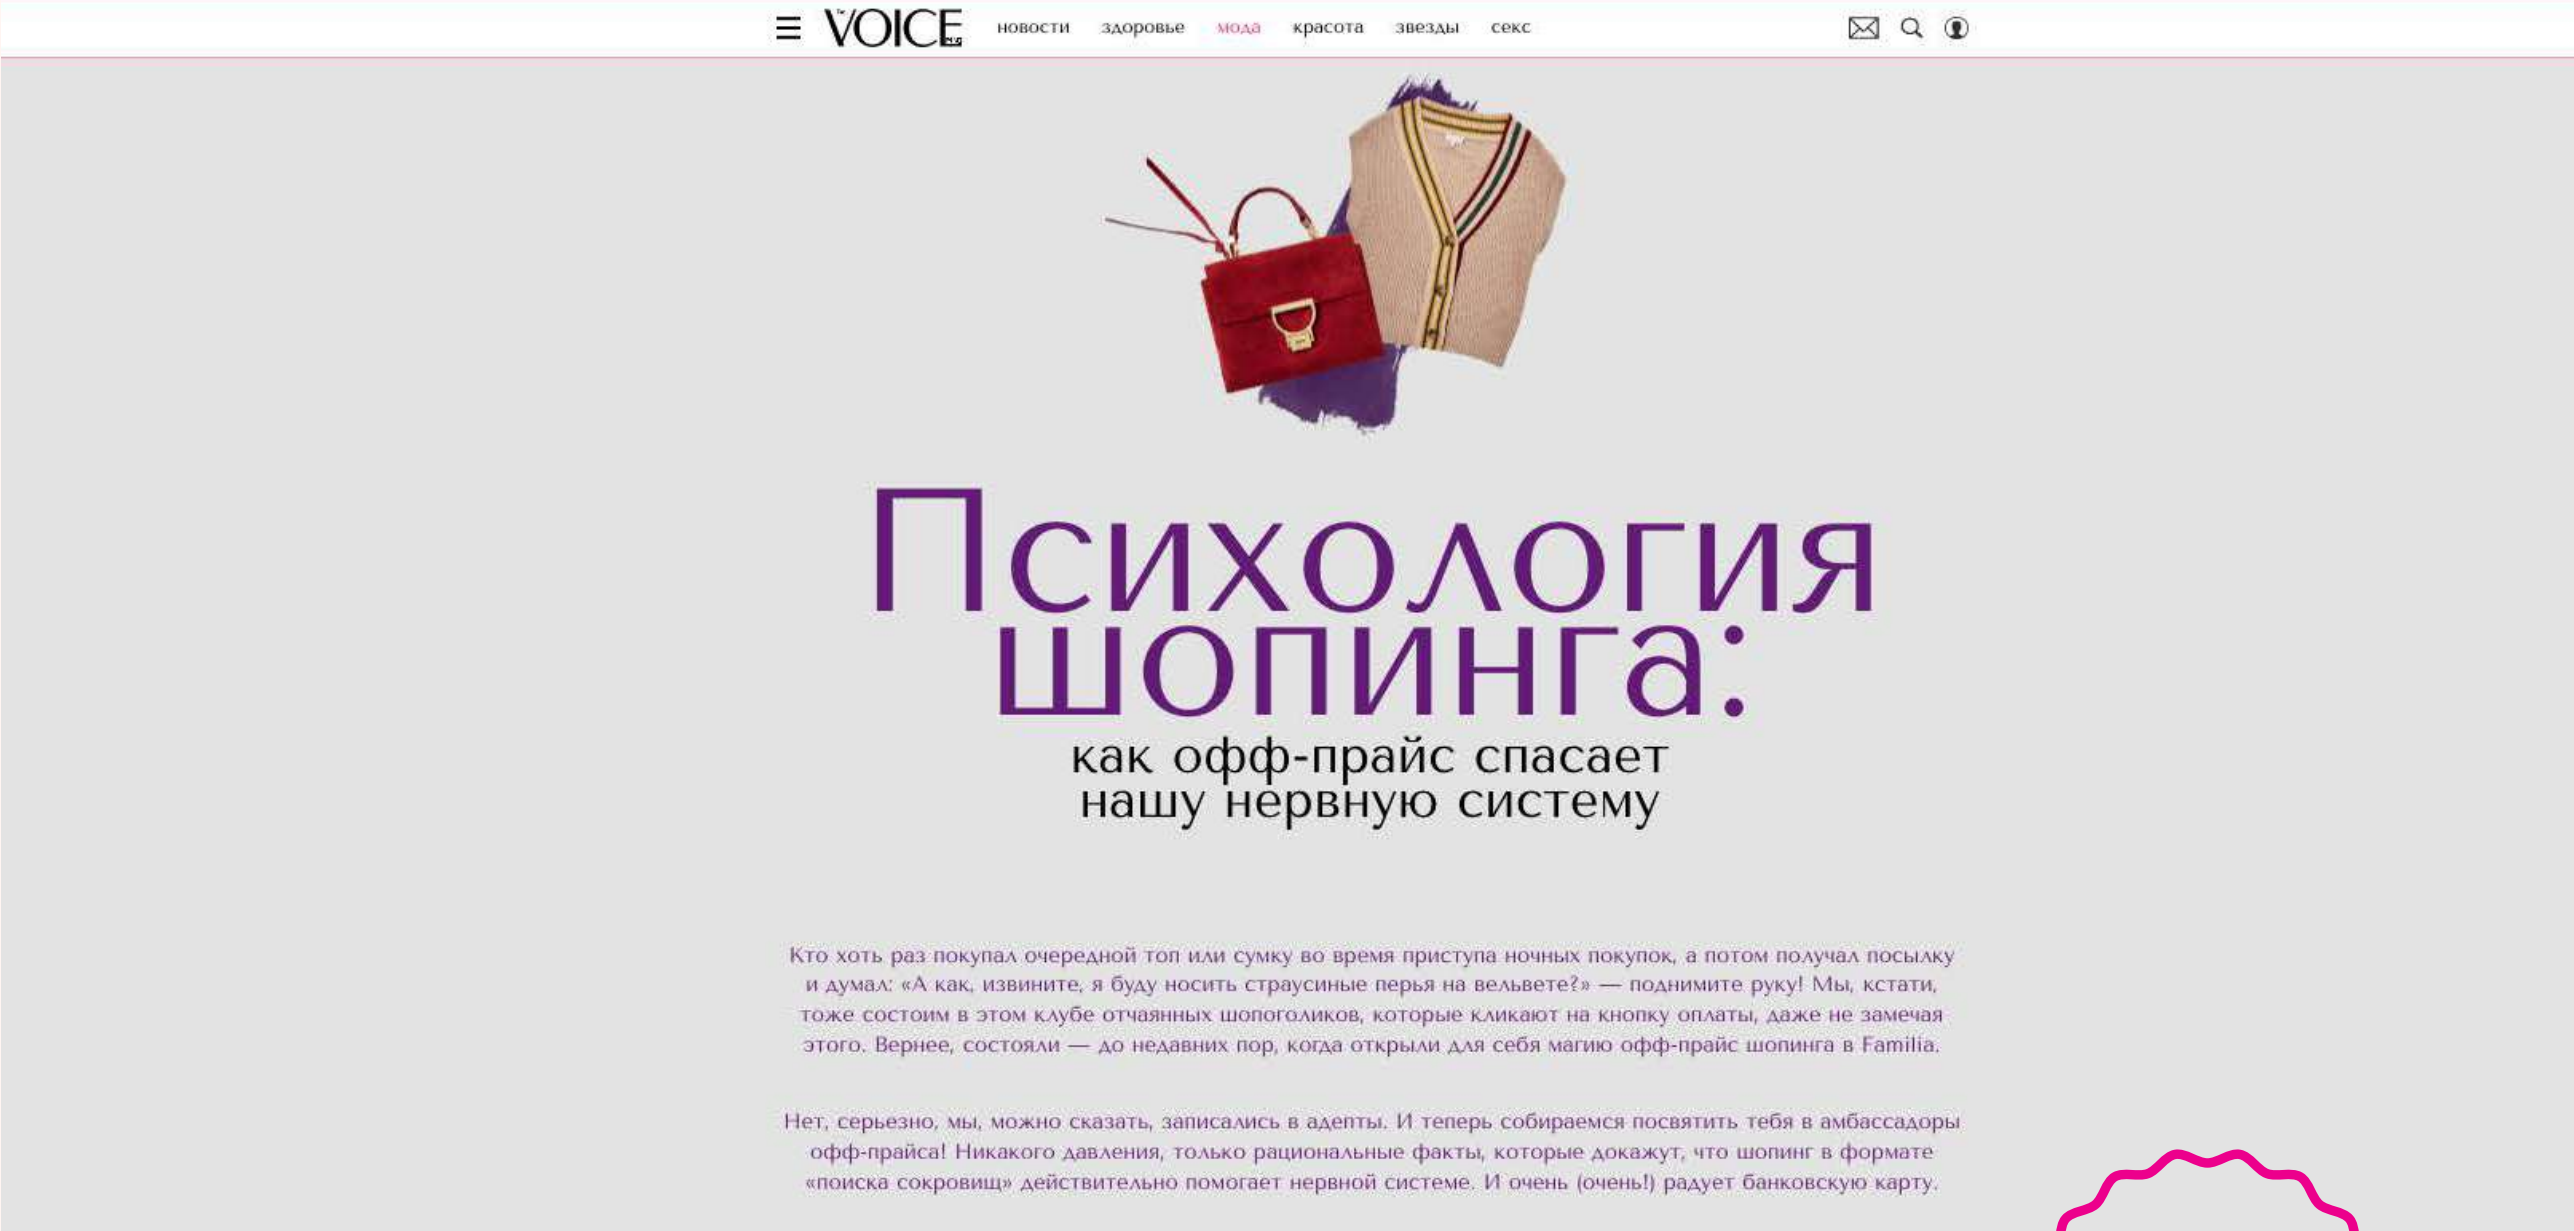 VOICE
новости здоровье мода красота звезды секс
Психология
шопинга:
как офф-прайс спасает
нашу нервную систему
Кто хоть раз покупал очередной топ или сумку во время приступа ночных покупок, а потом получал посылку
и думал: «А как, извините, я буду носить страусиные перья на вельвете?» — поднимите руку! Мы, кстати,
тоже состоим в этом клубе отчаянных шопоголиков, которые кликают на кнопку оплаты, даже не замечая
этого. Вернее, состояли — до недавних пор, когда открыли для себя магию офф-прайс шопинга в Familia.
Нет, серьезно, мы, можно сказать, записались в адепты. И теперь собираемся посвятить тебя в амбассадоры
офф-прайса! Никакого давления, только рациональные факты, которые докажут, что шопинг в формате
«поиска сокровищ» действительно помогает нервной системе. И очень (очень!) радует банковскую карту.